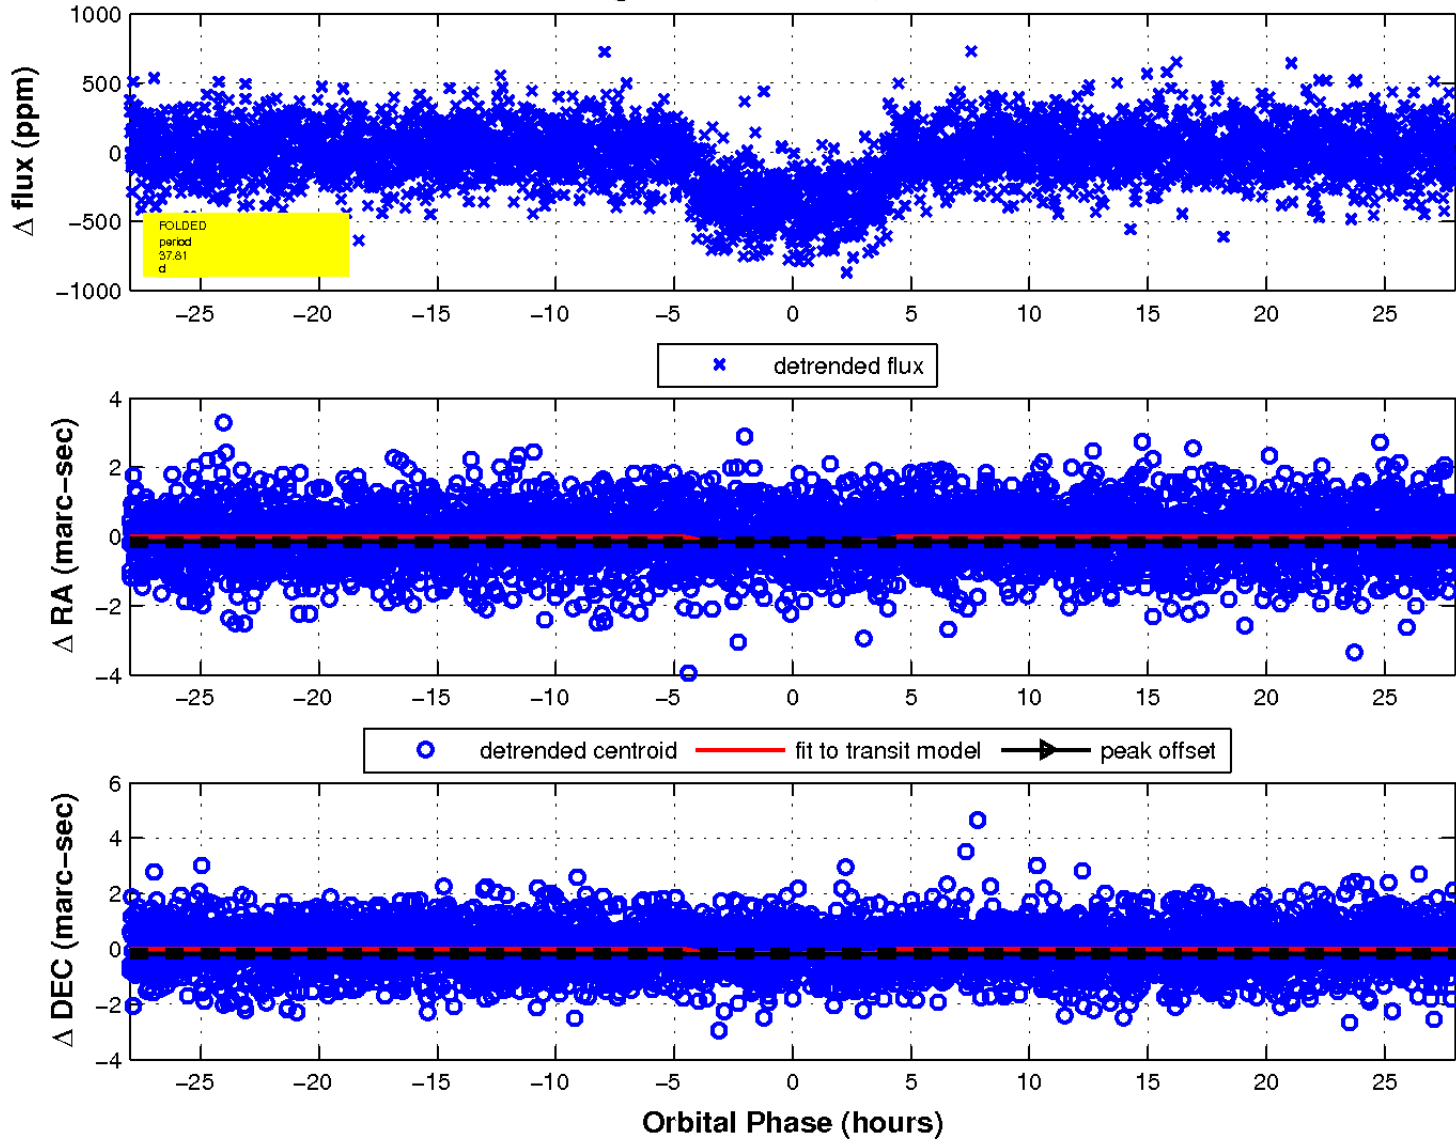 1000
500
0
−500
−1000
Δ flux (ppm)
FOLDED
period
37.81
d
−25 −20 −15 −10 −5 0 5 10 15 20 25
detrended flux
4
2
0
−2
−4
Δ RA (marc−sec)
−25 −20 −15 −10 −5 0 5 10 15 20 25
detrended centroid fit to transit model peak offset
6
4
2
0
−2
−4
Δ DEC (marc−sec)
−25 −20 −15 −10 −5 0 5 10 15 20 25
Orbital Phase (hours)